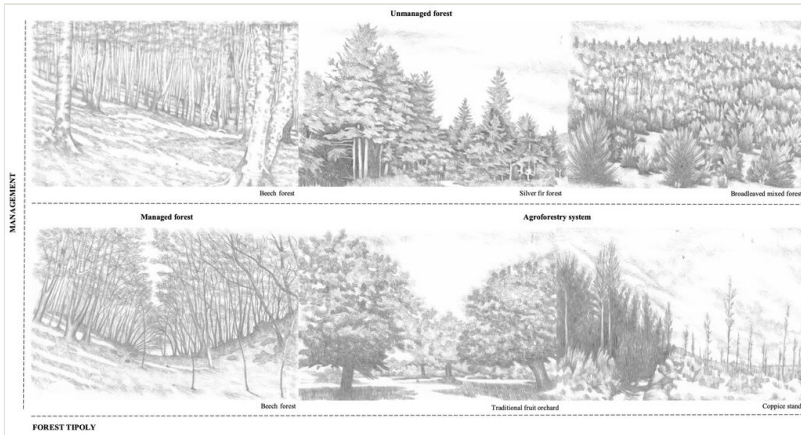 Unmanaged forest
MANAGEMENT
Beech forest
Silver fir forest
Broadleaved mixed forest
Managed forest
Agroforestry system
Beech forest
Traditional fruit orchard
Coppice stand
FOREST TIPOLY